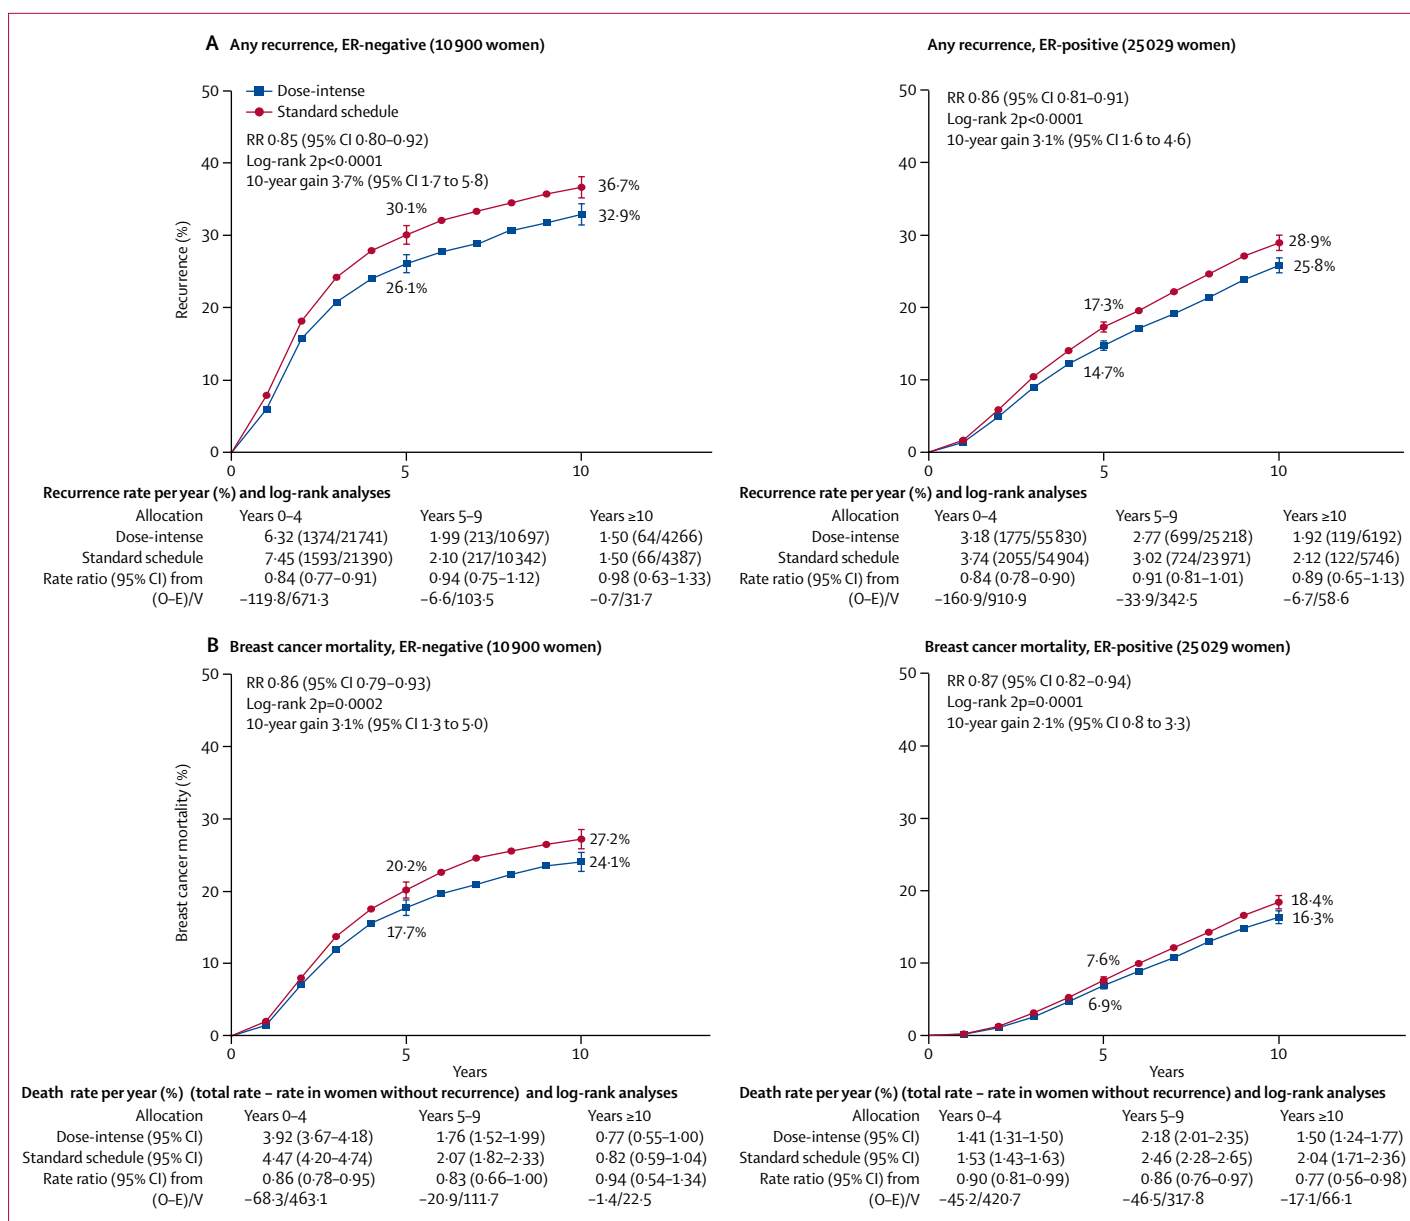 A Any recurrence, ER-negative (10 900 women)
50
Dose-intense
Standard schedule
RR 0·85 (95% CI 0·80–0·92)
Log-rank 2p<0·0001
10-year gain 3·7% (95% CI 1·7 to 5·8)
40
30
20
10
0
Recurrence (%)
30·1%
26·1%
36·7%
32·9%
0 5 10
Any recurrence, ER-positive (25 029 women)
50
RR 0·86 (95% CI 0·81–0·91)
Log-rank 2p<0·0001
10-year gain 3·1% (95% CI 1·6 to 4·6)
40
30
20
10
0
17·3%
14·7%
28·9%
25·8%
0 5 10
Recurrence rate per year (%) and log-rank analyses
Allocation Years 0–4 Years 5–9 Years ≥10
Dose-intense 6·32 (1374/21 741) 1·99 (213/10 697) 1·50 (64/4266)
Standard schedule 7·45 (1593/21 390) 2·10 (217/10 342) 1·50 (66/4387)
Rate ratio (95% CI) from 0·84 (0·77–0·91) 0·94 (0·75–1·12) 0·98 (0·63–1·33)
(O–E)/V –119·8/671·3 –6·6/103·5 –0·7/31·7
Recurrence rate per year (%) and log-rank analyses
Allocation Years 0–4 Years 5–9 Years ≥10
Dose-intense 3·18 (1775/55 830) 2·77 (699/25 218) 1·92 (119/6192)
Standard schedule 3·74 (2055/54 904) 3·02 (724/23 971) 2·12 (122/5746)
Rate ratio (95% CI) from 0·84 (0·78–0·90) 0·91 (0·81–1·01) 0·89 (0·65–1·13)
(O–E)/V –160·9/910·9 –33·9/342·5 –6·7/58·6
B Breast cancer mortality, ER-negative (10 900 women)
50
RR 0·86 (95% CI 0·79–0·93)
Log-rank 2p=0·0002
10-year gain 3·1% (95% CI 1·3 to 5·0)
40
30
20
10
0
Breast cancer mortality (%)
20·2%
17·7%
27·2%
24·1%
0 5 10
Years
Breast cancer mortality, ER-positive (25 029 women)
50
RR 0·87 (95% CI 0·82–0·94)
Log-rank 2p=0·0001
10-year gain 2·1% (95% CI 0·8 to 3·3)
40
30
20
10
0
7·6%
6·9%
18·4%
16·3%
0 5 10
Years
Death rate per year (%) (total rate – rate in women without recurrence) and log-rank analyses
Allocation Years 0–4 Years 5–9 Years ≥10
Dose-intense (95% CI) 3·92 (3·67–4·18) 1·76 (1·52–1·99) 0·77 (0·55–1·00)
Standard schedule (95% CI) 4·47 (4·20–4·74) 2·07 (1·82–2·33) 0·82 (0·59–1·04)
Rate ratio (95% CI) from 0·86 (0·78–0·95) 0·83 (0·66–1·00) 0·94 (0·54–1·34)
(O–E)/V –68·3/463·1 –20·9/111·7 –1·4/22·5
Death rate per year (%) (total rate – rate in women without recurrence) and log-rank analyses
Allocation Years 0–4 Years 5–9 Years ≥10
Dose-intense (95% CI) 1·41 (1·31–1·50) 2·18 (2·01–2·35) 1·50 (1·24–1·77)
Standard schedule (95% CI) 1·53 (1·43–1·63) 2·46 (2·28–2·65) 2·04 (1·71–2·36)
Rate ratio (95% CI) from 0·90 (0·81–0·99) 0·86 (0·76–0·97) 0·77 (0·56–0·98)
(O–E)/V –45·2/420·7 –46·5/317·8 –17·1/66·1